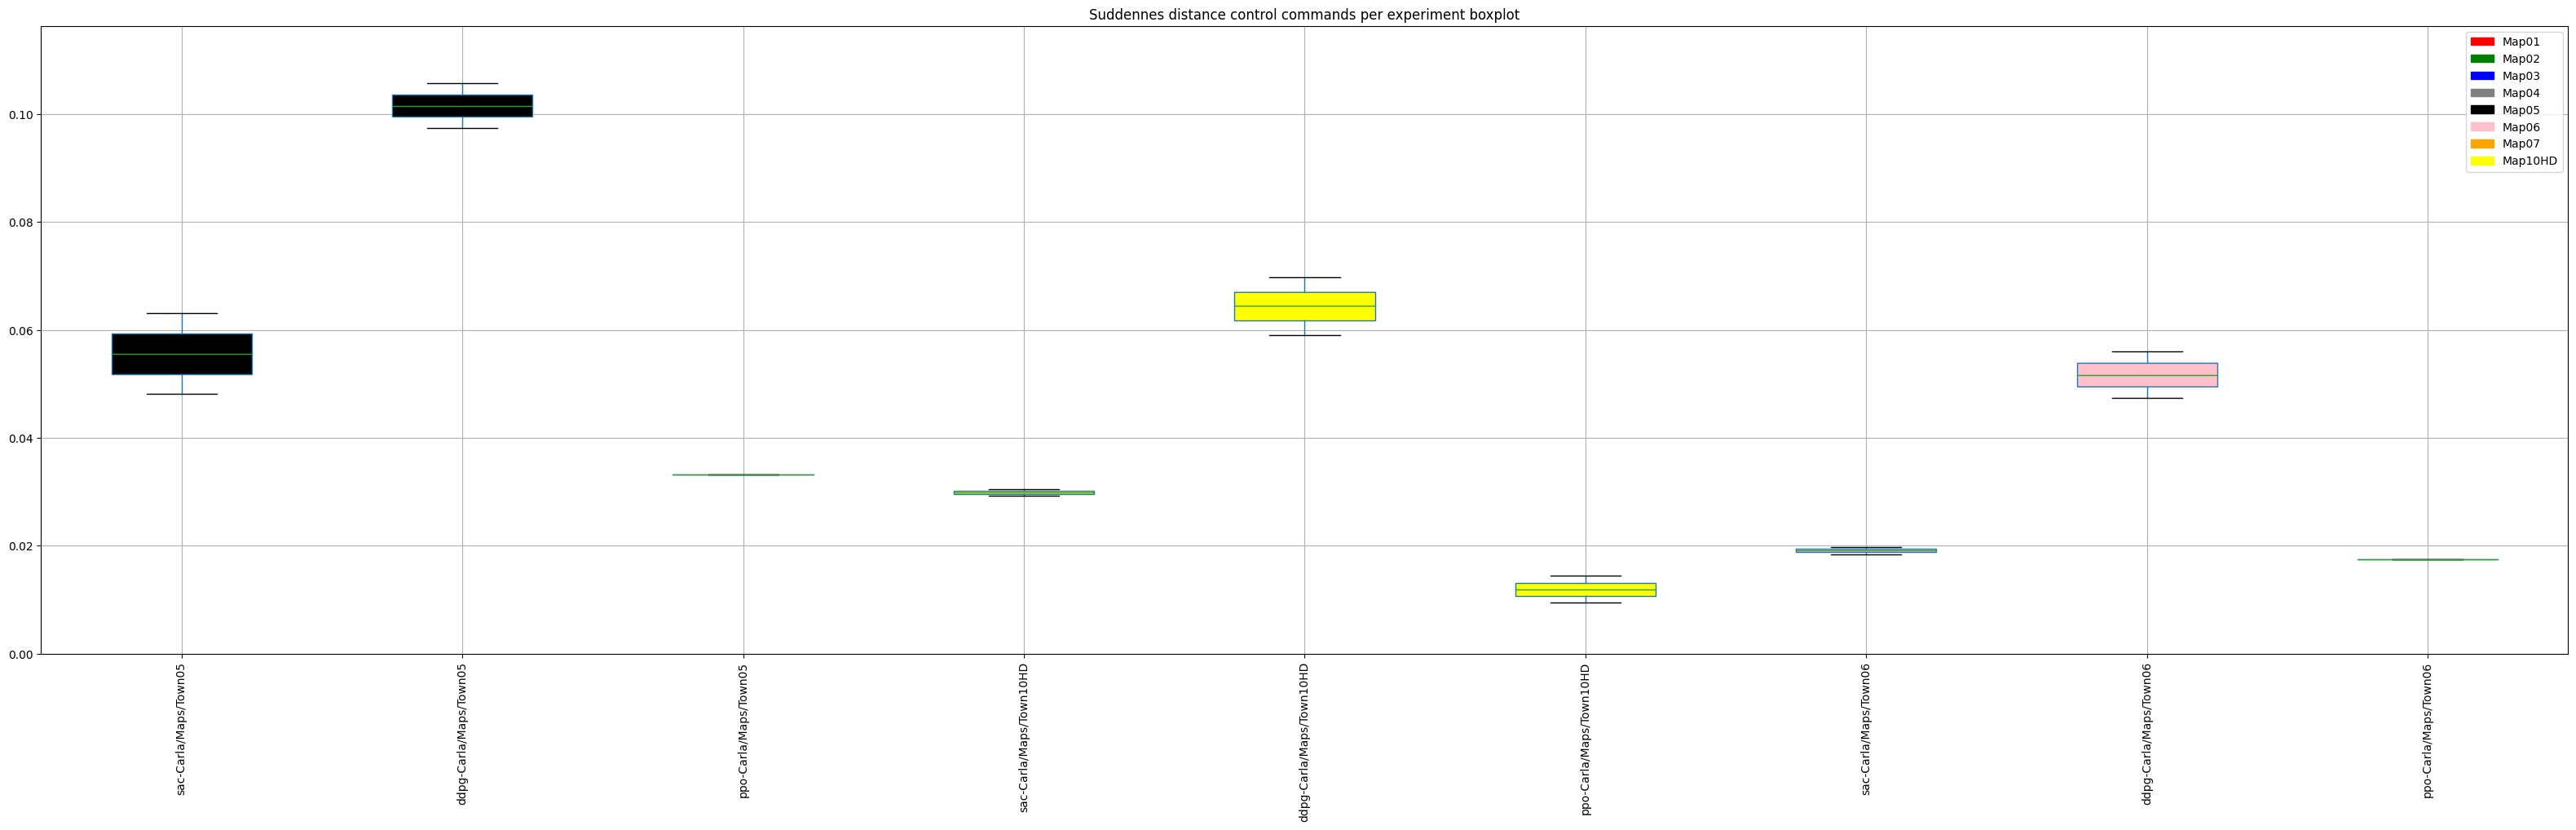 Suddennes distance control commands per experiment boxplot
Map01
Map02
Map03
Map04
Map05
Map06
Map07
Map10HD
0.10
0.08
0.06
0.04
0.02
0.00
sac-Carla/Maps/Town05
ddpg-Carla/Maps/Town05
ppo-Carla/Maps/Town05
sac-Carla/Maps/Town10HD
ddpg-Carla/Maps/Town10HD
ppo-Carla/Maps/Town10HD
sac-Carla/Maps/Town06
ddpg-Carla/Maps/Town06
ppo-Carla/Maps/Town06